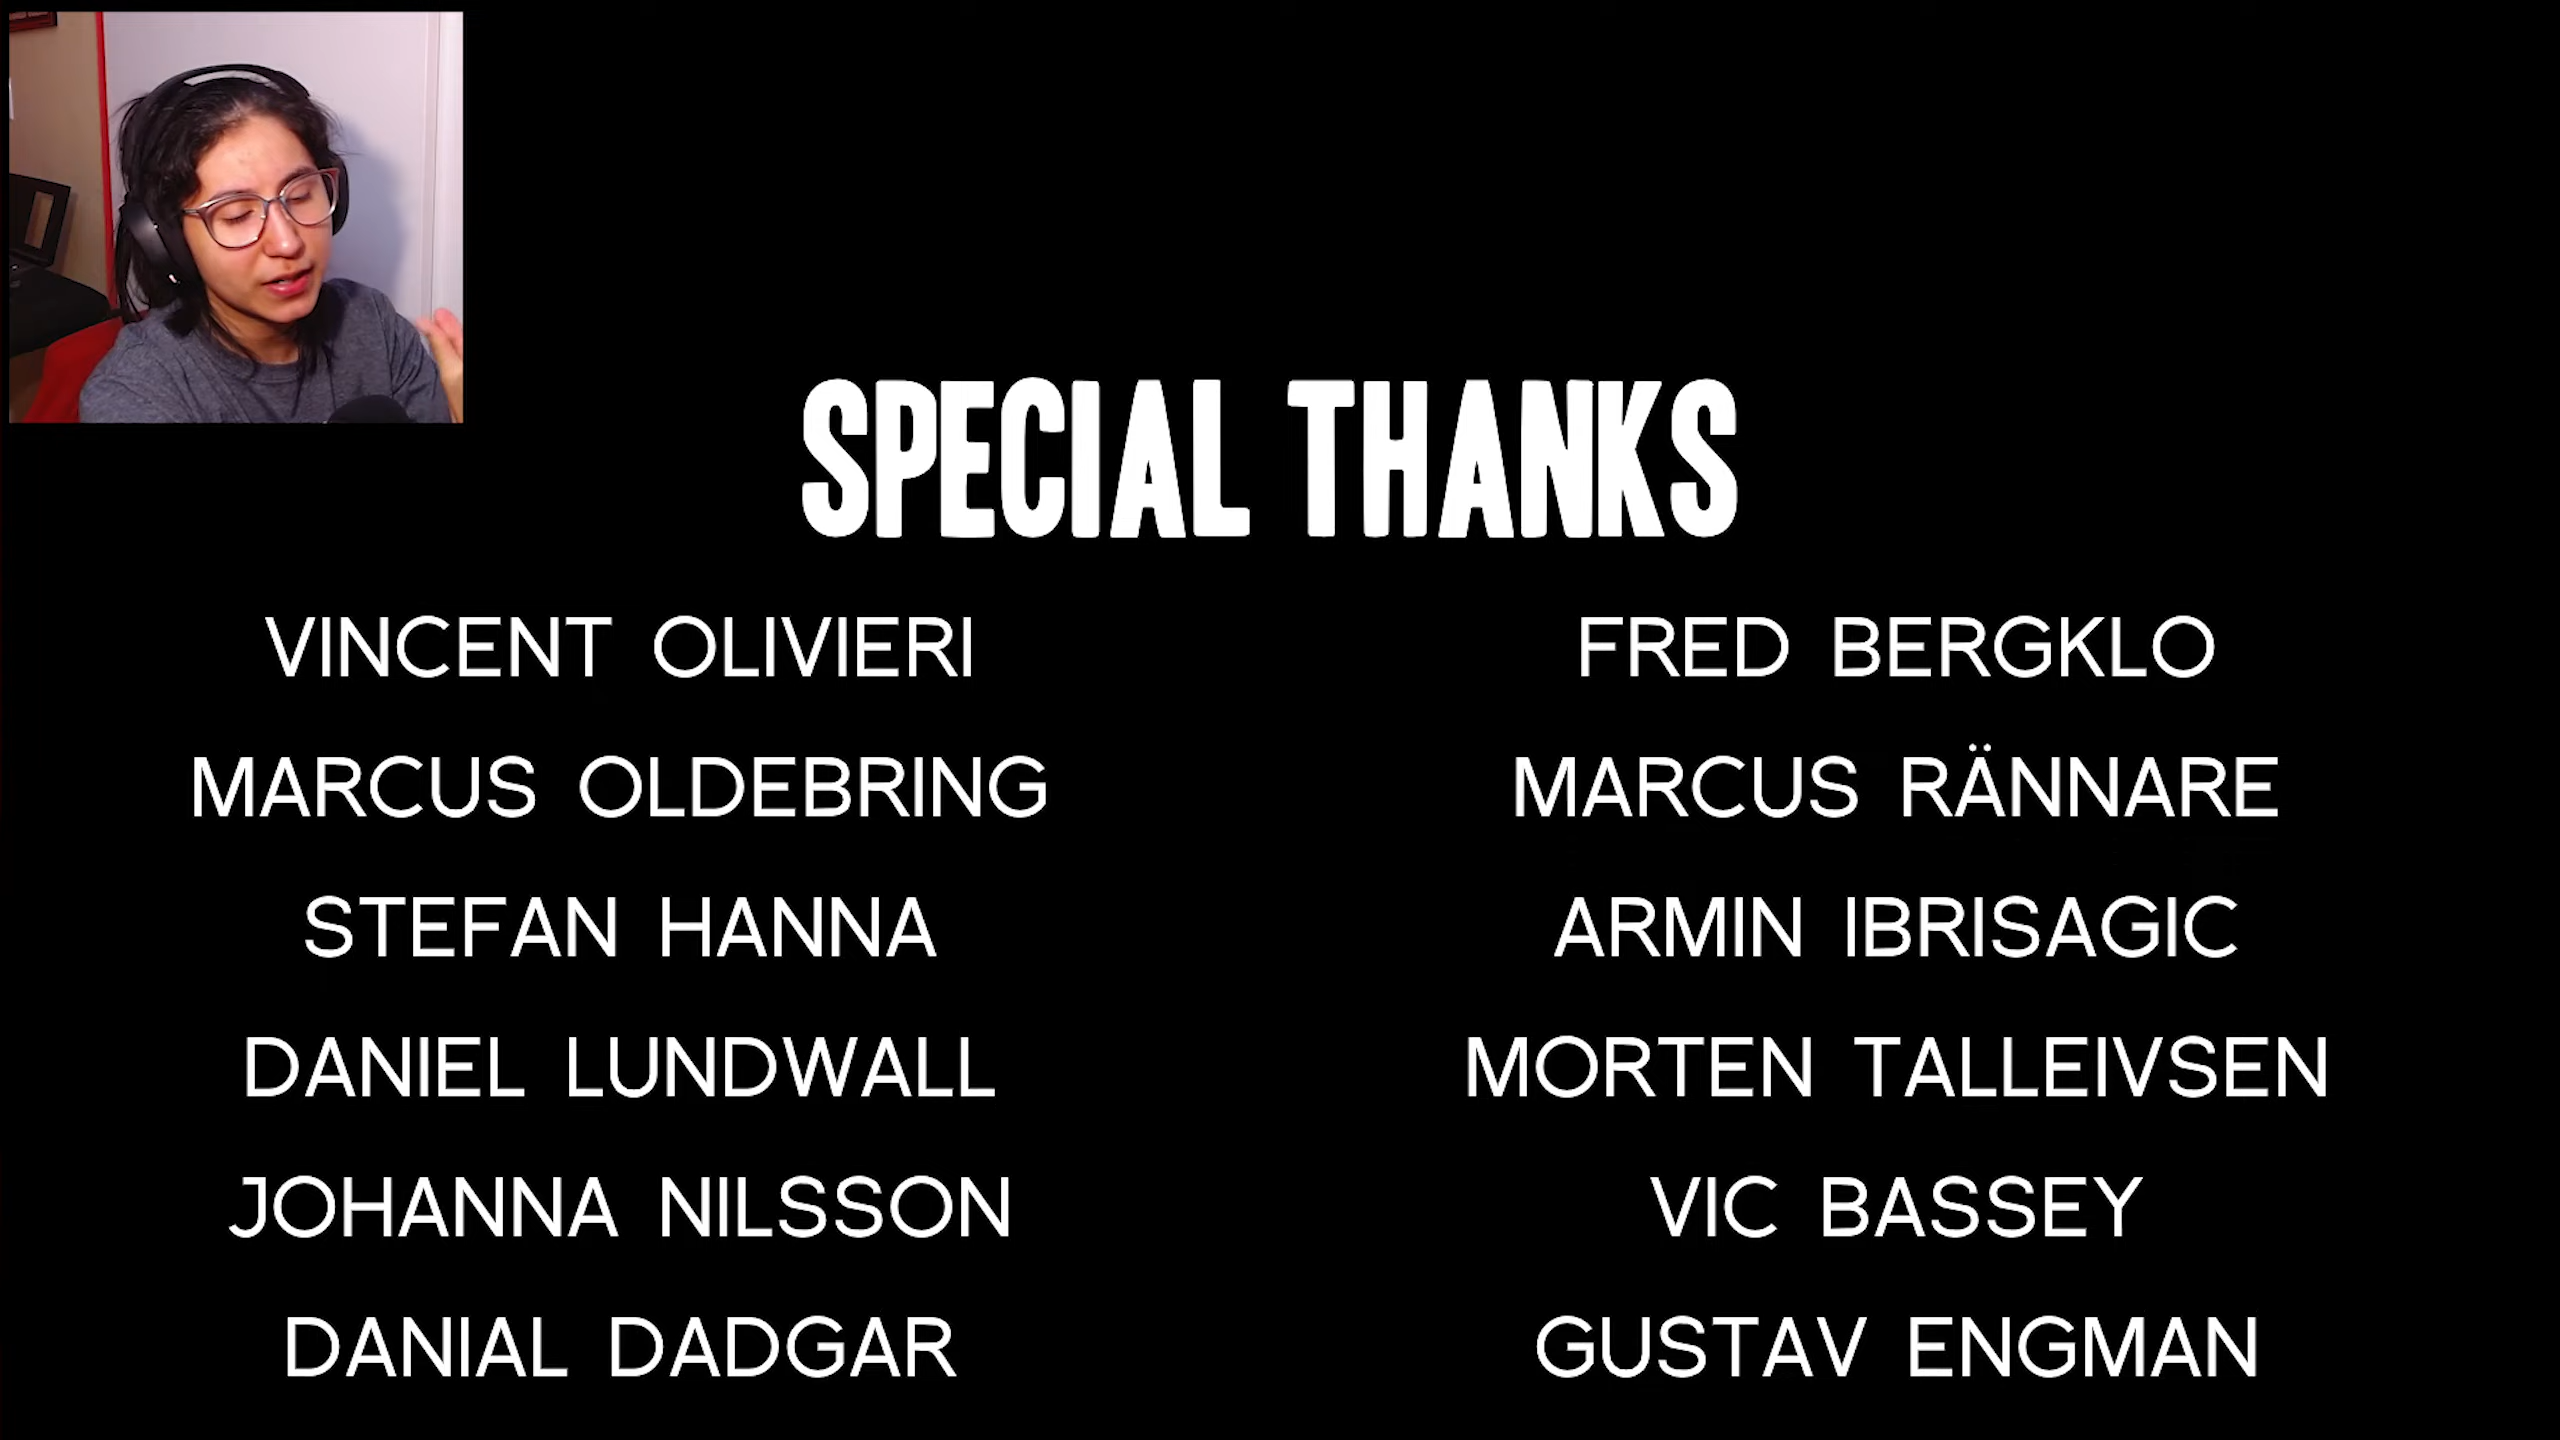 SPECIAL THANKS
VINCENT OLIVIERI
FRED BERGKLO
MARCUS OLDEBRING
MARCUS RÄNNARE
STEFAN HANNA
ARMIN IBRISAGIC
DANIEL LUNDWALL
MORTEN TALLEIVSEN
JOHANNA NILSSON
VIC BASSEY
DANIAL DADGAR
GUSTAV ENGMAN